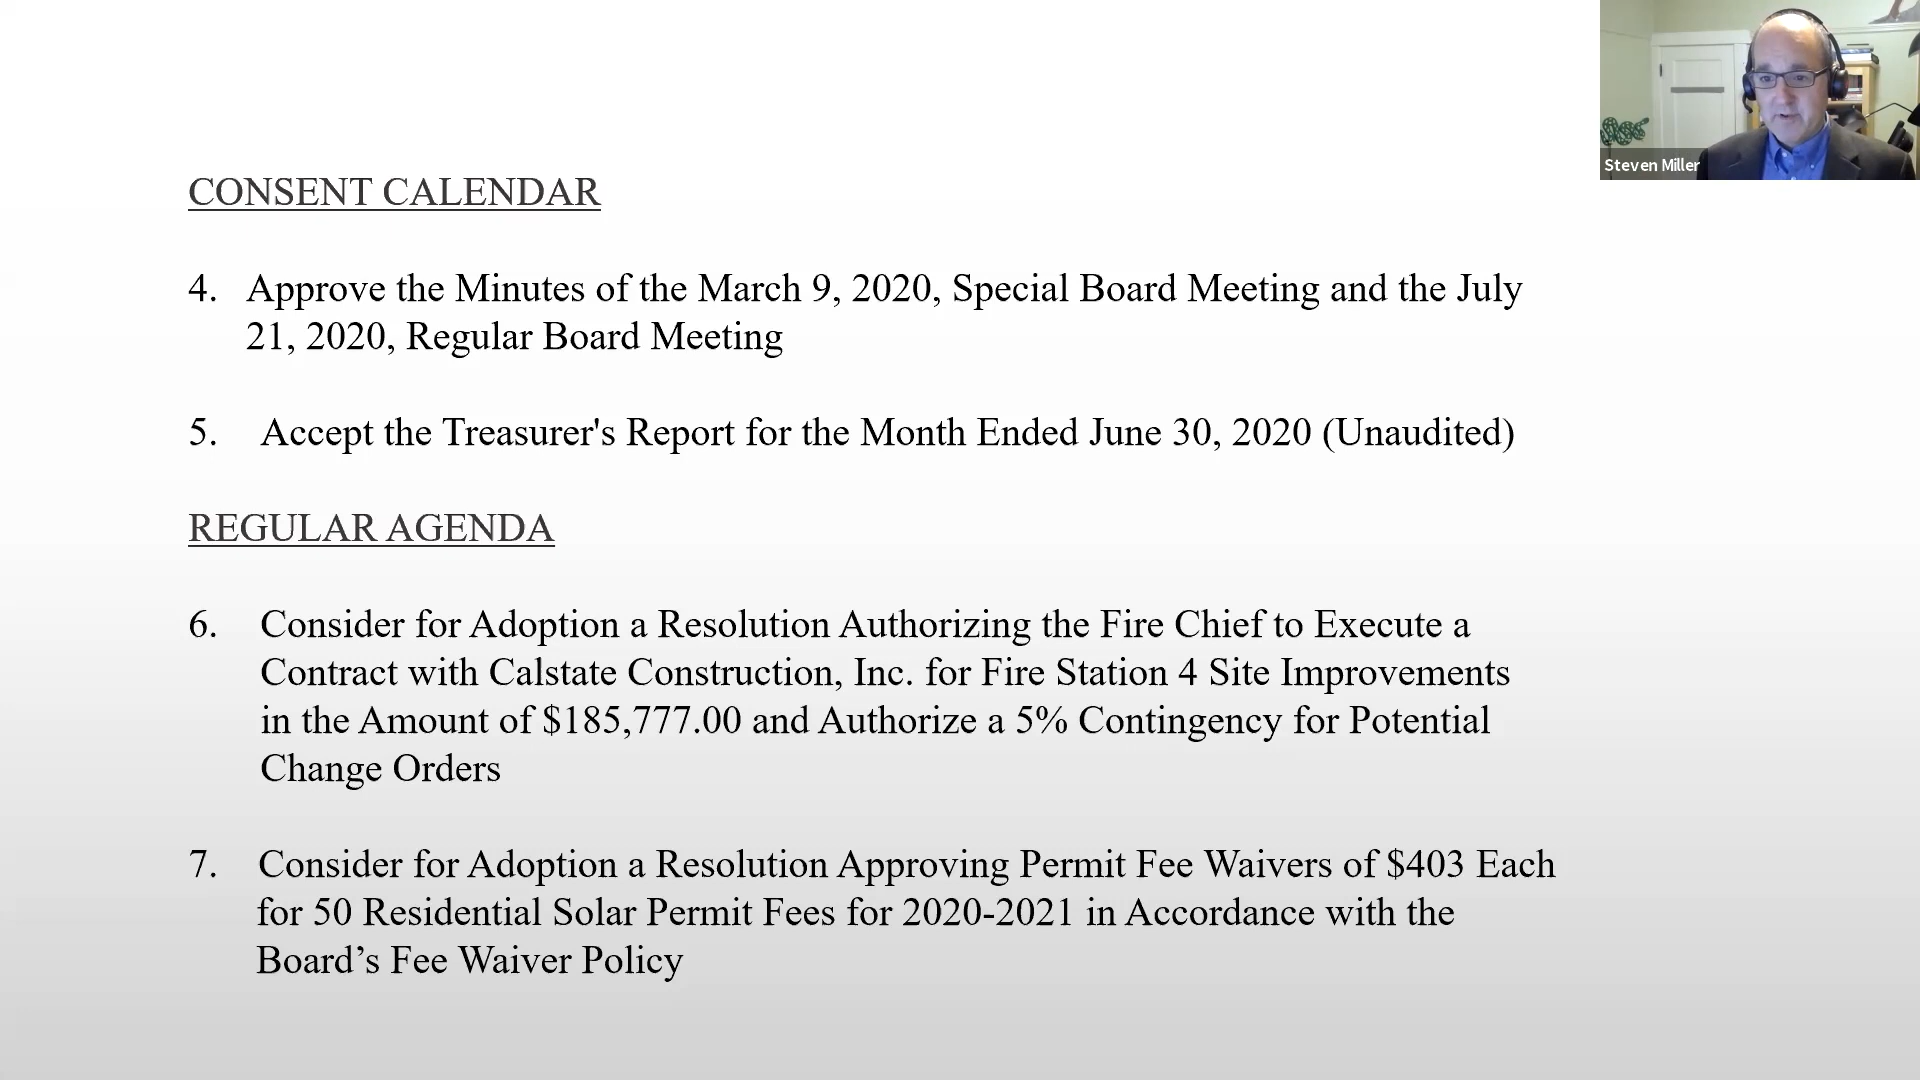 Steven Miller
CONSENT CALENDAR
4. Approve the Minutes of the March 9, 2020, Special Board Meeting and the July
21, 2020, Regular Board Meeting
5. Accept the Treasurer's Report for the Month Ended June 30, 2020 (Unaudited)
REGULAR AGENDA
6. Consider for Adoption a Resolution Authorizing the Fire Chief to Execute a
Contract with Calstate Construction, Inc. for Fire Station 4 Site Improvements
in the Amount of $185,777.00 and Authorize a 5% Contingency for Potential
Change Orders
7. Consider for Adoption a Resolution Approving Permit Fee Waivers of $403 Each
for 50 Residential Solar Permit Fees for 2020-2021 in Accordance with the
Board’s Fee Waiver Policy